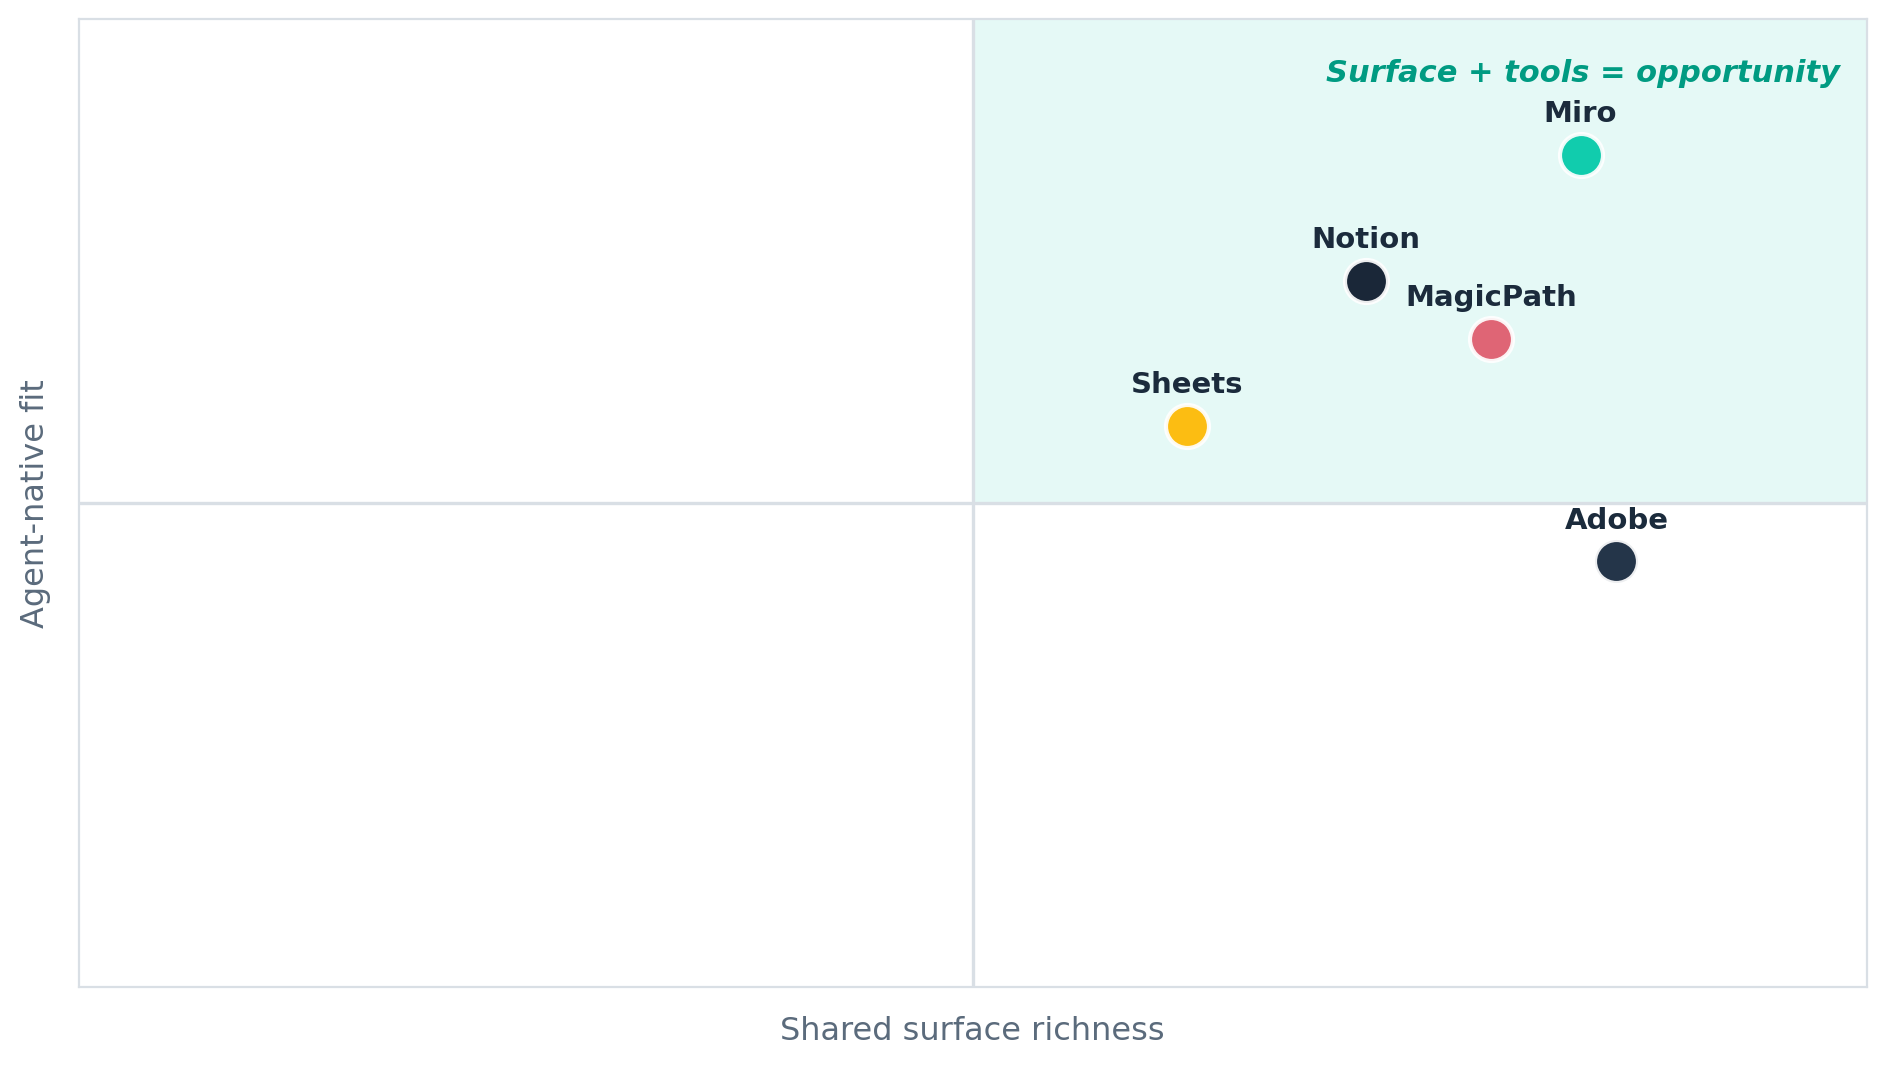 Surface + tools = opportunity
Miro
Notion
MagicPath
Sheets
Adobe
Agent-native fit
Shared surface richness